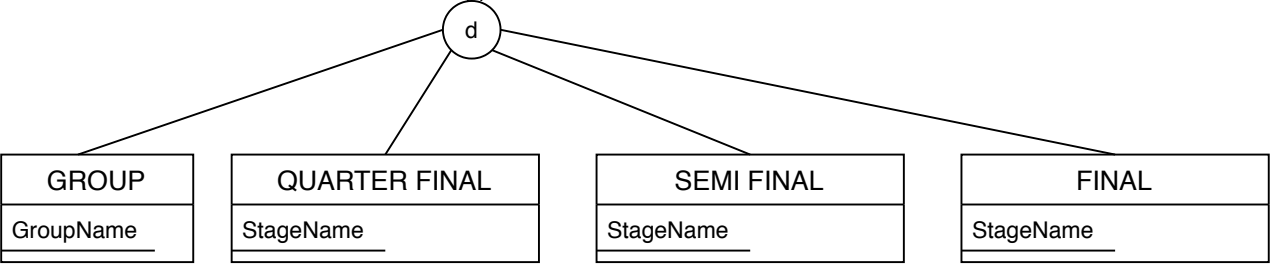 d
GROUP
QUARTER FINAL
SEMI FINAL
FINAL
GroupName
StageName
StageName
StageName